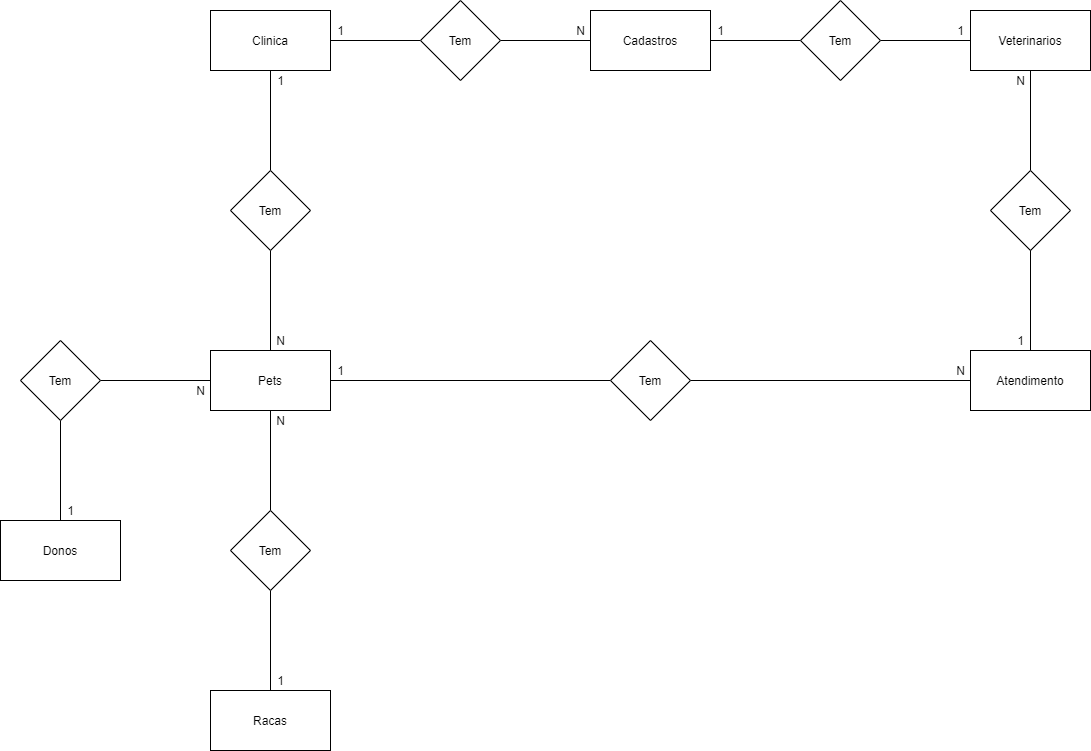 Clinica
1
Tem
N
Cadastros
1
Tem
1
Veterinarios
1
N
Tem
Tem
N
1
Tem
N
Pets
1
Tem
N
Atendimento
N
1
Donos
Tem
1
Racas